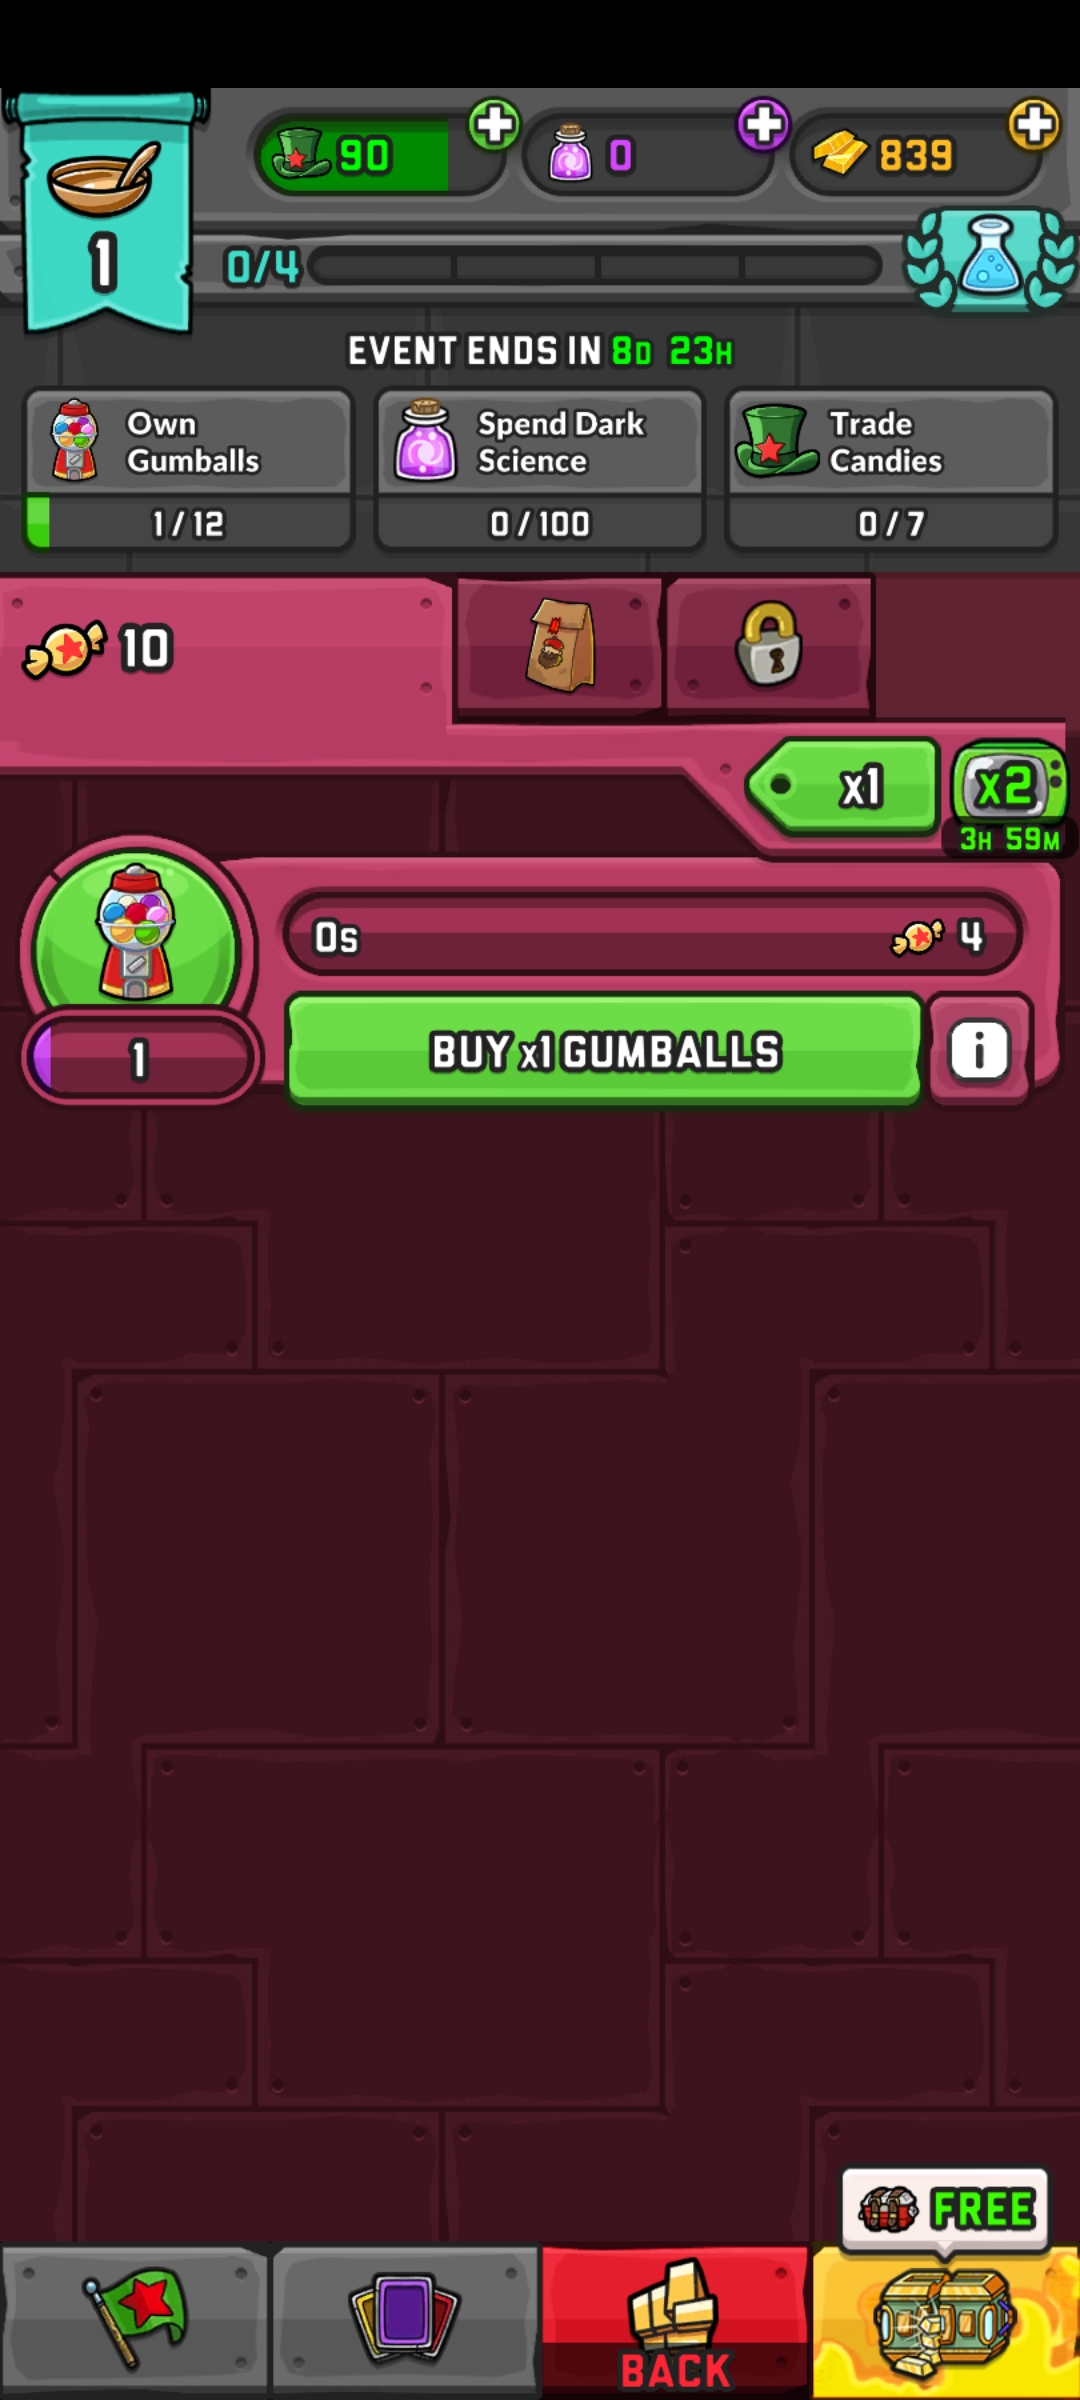 90
0
839
1
0/4
EVENT ENDS IN 8D 23H
Own Gumballs
1/12
Spend Dark Science
0/100
Trade Candies
0/7
10
x1
x2
3H 59M
0s
4
1
BUY x1 GUMBALLS
i
FREE
BACK